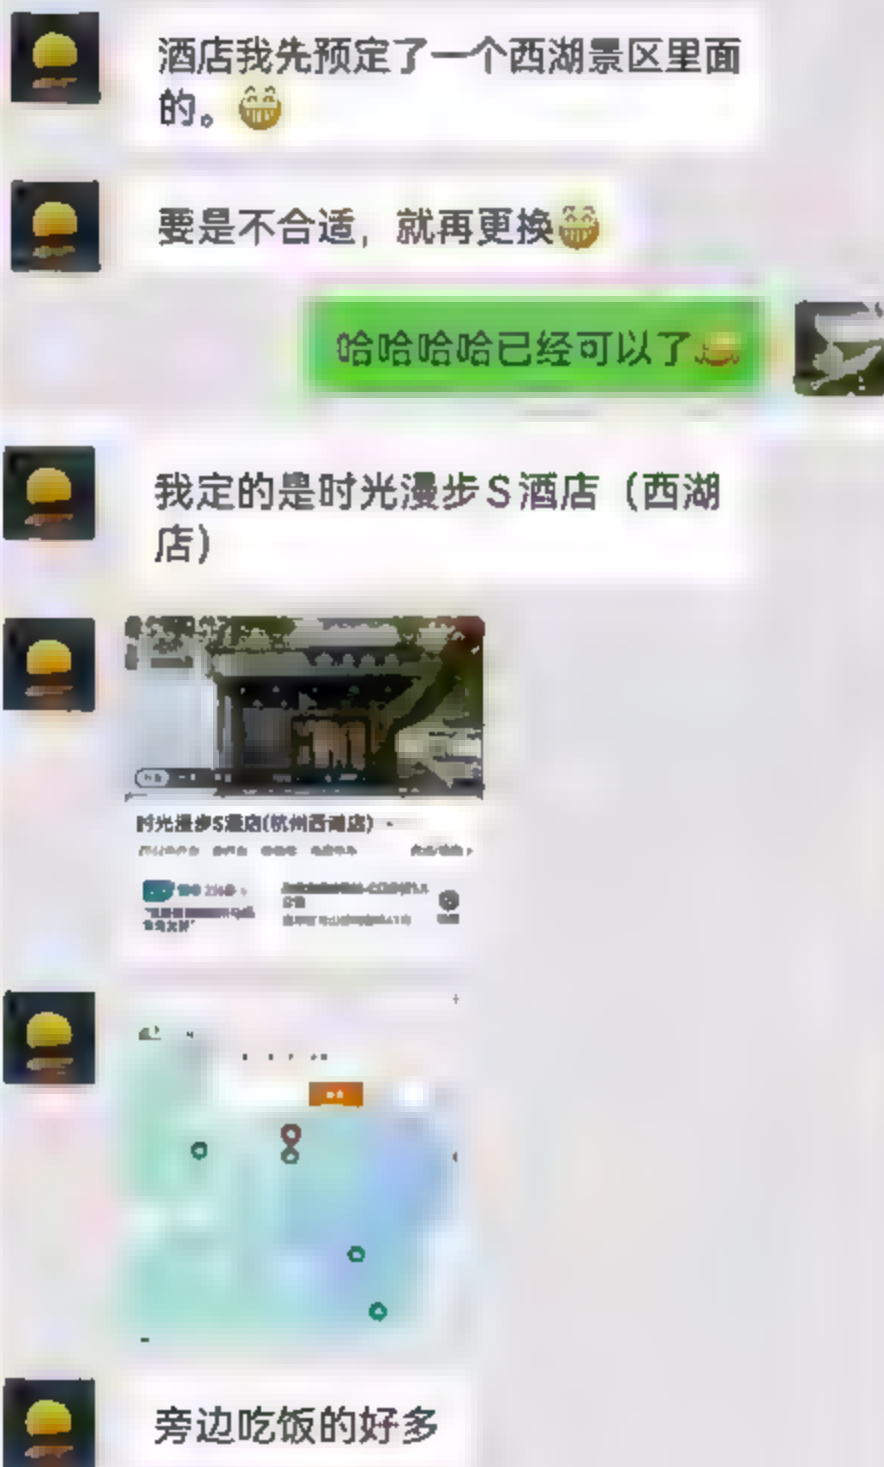 酒店我先预定了一个西湖景区里面
的。😁
要是不合适，就再更换😁
哈哈哈哈已经可以了
我定的是时光漫步S酒店（西湖
店）
时光漫步S酒店(杭州西湖店)
旁边吃饭的好多